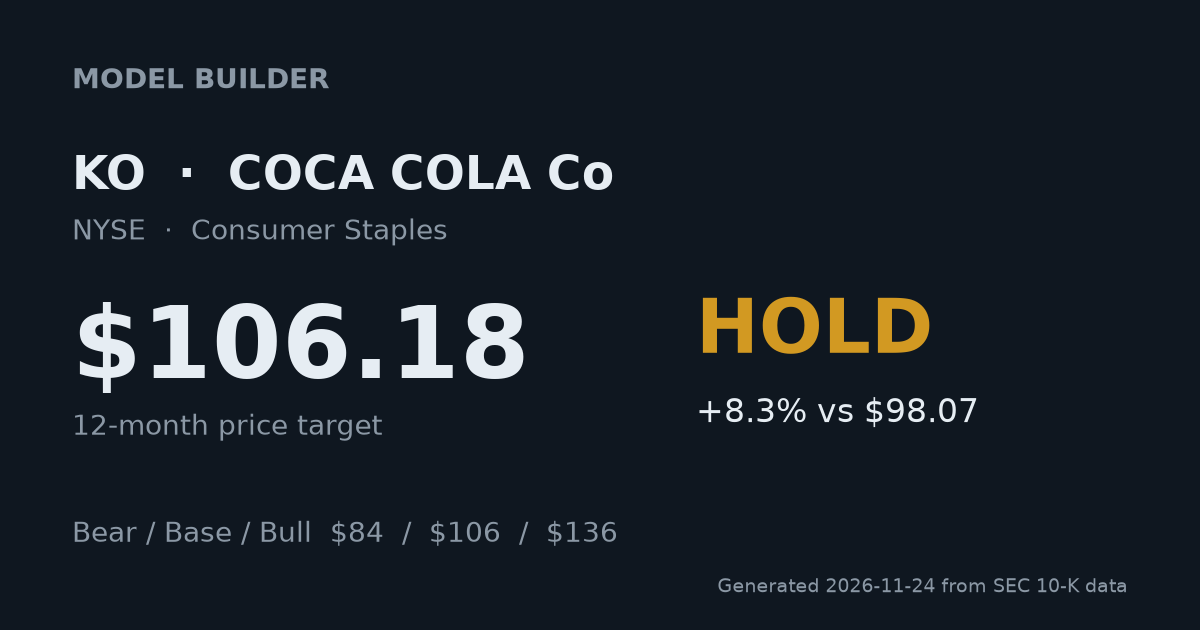 MODEL BUILDER
KO · COCA COLA Co
NYSE · Consumer Staples
$106.18
12-month price target
HOLD
+8.3% vs $98.07
Bear / Base / Bull $84 / $106 / $136
Generated 2026-11-24 from SEC 10-K data